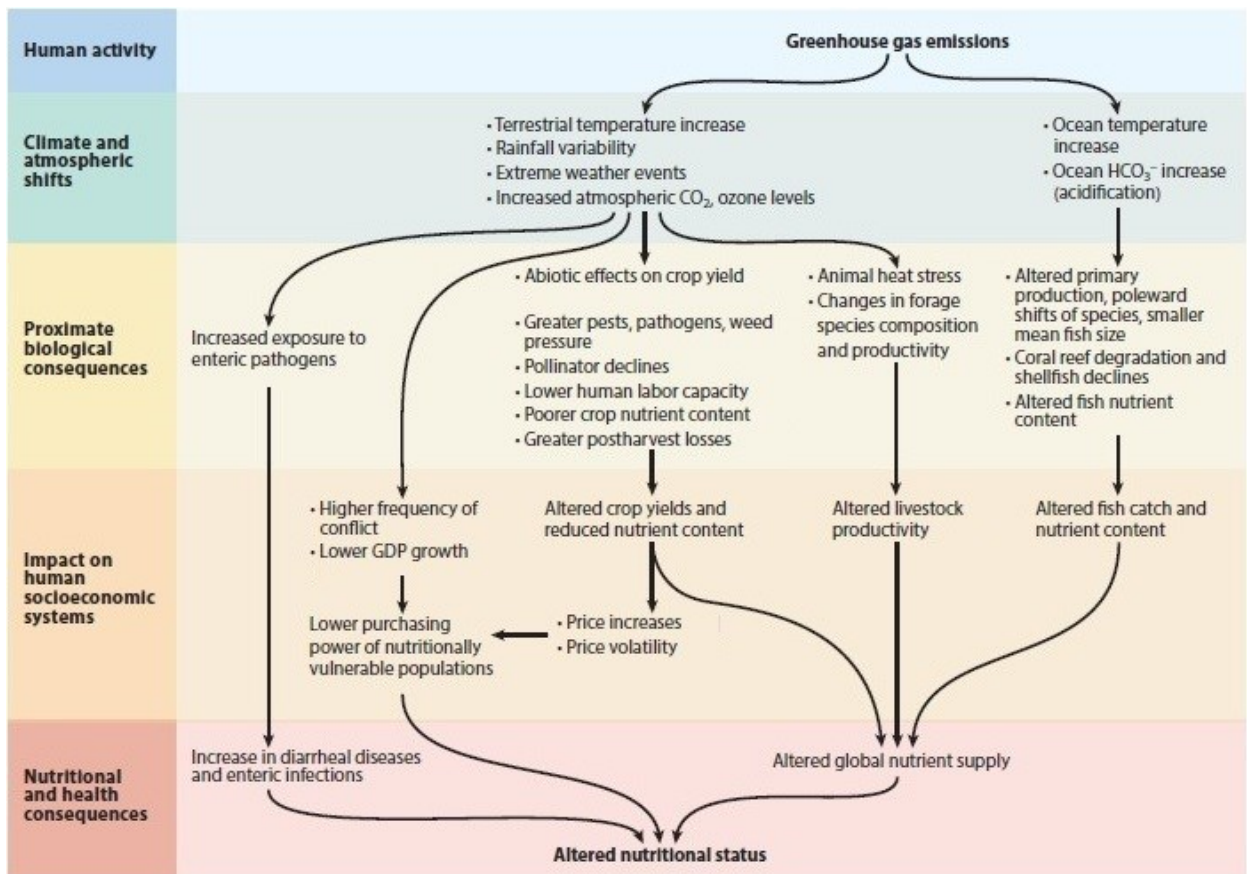 Human activity
Greenhouse gas emissions
Climate and
atmospheric
shifts
• Terrestrial temperature increase
• Rainfall variability
• Extreme weather events
• Increased atmospheric CO₂, ozone levels
• Ocean temperature
increase
• Ocean HCO₃⁻ increase
(acidification)
Proximate
biological
consequences
Increased exposure to
enteric pathogens
• Abiotic effects on crop yield
• Greater pests, pathogens, weed
pressure
• Pollinator declines
• Lower human labor capacity
• Poorer crop nutrient content
• Greater postharvest losses
• Animal heat stress
• Changes in forage
species composition
and productivity
• Altered primary
production, poleward
shifts of species, smaller
mean fish size
• Coral reef degradation and
shellfish declines
• Altered fish nutrient
content
Impact on
human
socioeconomic
systems
• Higher frequency of
conflict
• Lower GDP growth
Altered crop yields and
reduced nutrient content
Altered livestock
productivity
Altered fish catch and
nutrient content
Lower purchasing
power of nutritionally
vulnerable populations
• Price increases
• Price volatility
Nutritional
and health
consequences
Increase in diarrheal diseases
and enteric infections
Altered global nutrient supply
Altered nutritional status